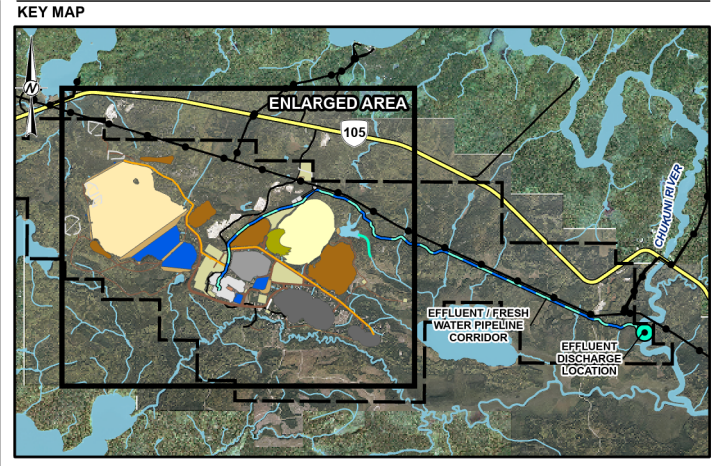 KEY MAP
N
ENLARGED AREA
105
CHUKUNI RIVER
EFFLUENT / FRESH
WATER PIPELINE
CORRIDOR
EFFLUENT
DISCHARGE
LOCATION